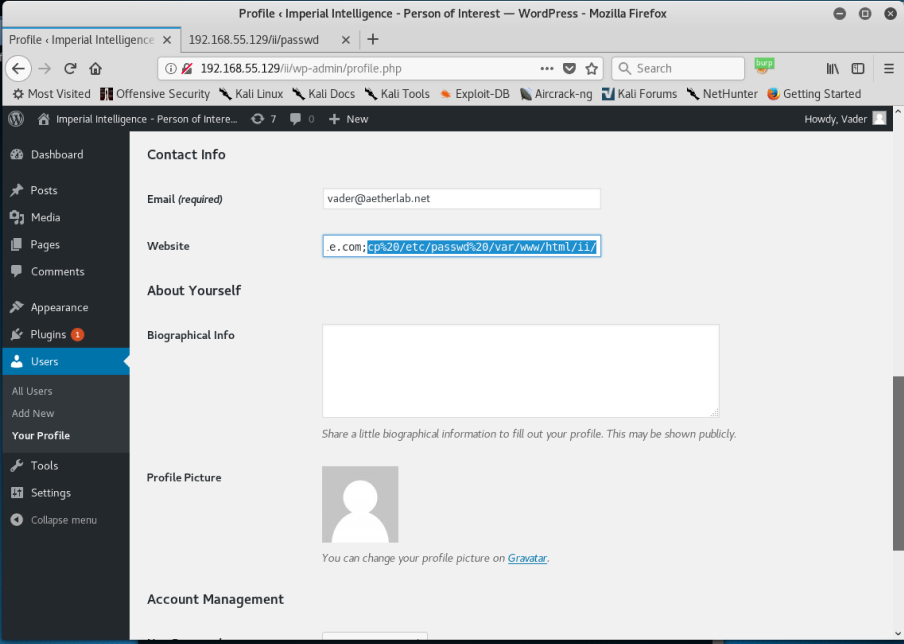 Profile ‹ Imperial Intelligence - Person of Interest — WordPress - Mozilla Firefox
Profile ‹ Imperial Intelligence
192.168.55.129/ii/passwd
192.168.55.129/ii/wp-admin/profile.php
Search
burp
Most Visited Offensive Security Kali Linux Kali Docs Kali Tools Exploit-DB Aircrack-ng Kali Forums NetHunter Getting Started
Imperial Intelligence - Person of Intere… 7 0 New Howdy, Vader
Dashboard
Posts
Media
Pages
Comments
Appearance
Plugins 1
Users
All Users
Add New
Your Profile
Tools
Settings
Collapse menu
Contact Info
Email (required) vader@aetherlab.net
Website .e.com;cp%20/etc/passwd%20/var/www/html/ii/
About Yourself
Biographical Info
Share a little biographical information to fill out your profile. This may be shown publicly.
Profile Picture
You can change your profile picture on Gravatar.
Account Management